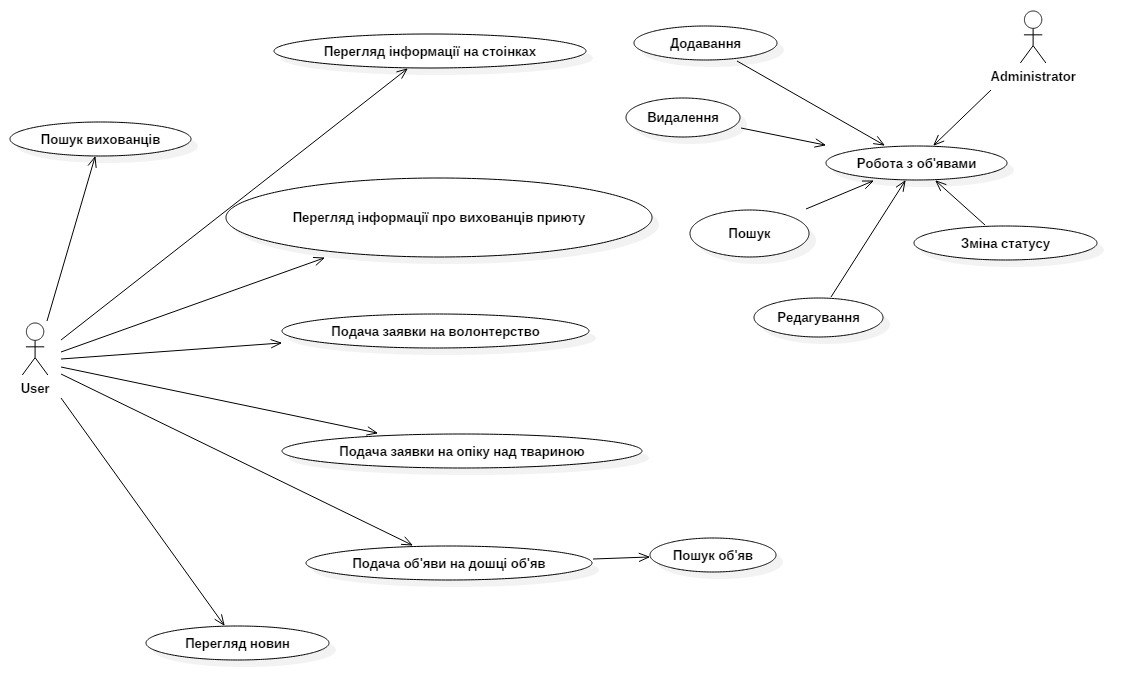 Перегляд інформації на стоінках
Додавання
Administrator
Видалення
Пошук вихованців
Робота з об'явами
Перегляд інформації про вихованців приюту
Пошук
Зміна статусу
Редагування
Подача заявки на волонтерство
User
Подача заявки на опіку над твариною
Подача об'яви на дошці об'яв
Пошук об'яв
Перегляд новин